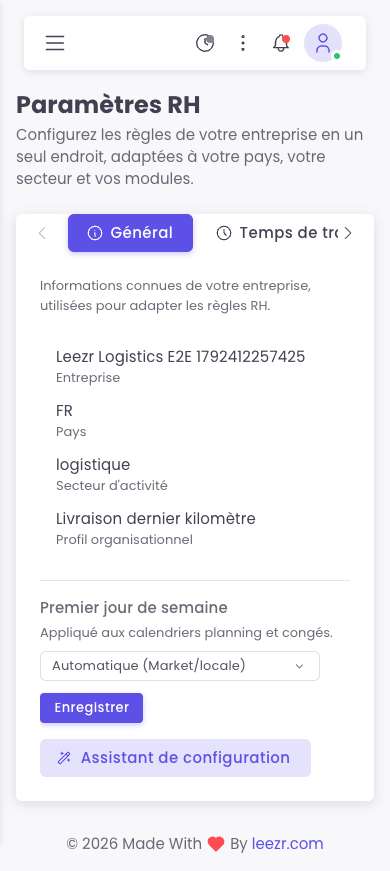 Paramètres RH
Configurez les règles de votre entreprise en un
seul endroit, adaptées à votre pays, votre
secteur et vos modules.
Général
Temps de tra
Informations connues de votre entreprise,
utilisées pour adapter les règles RH.
Leezr Logistics E2E 1792412257425
Entreprise
FR
Pays
logistique
Secteur d'activité
Livraison dernier kilomètre
Profil organisationnel
Premier jour de semaine
Appliqué aux calendriers planning et congés.
Automatique (Market/locale)
Enregistrer
Assistant de configuration
© 2026 Made With By leezr.com